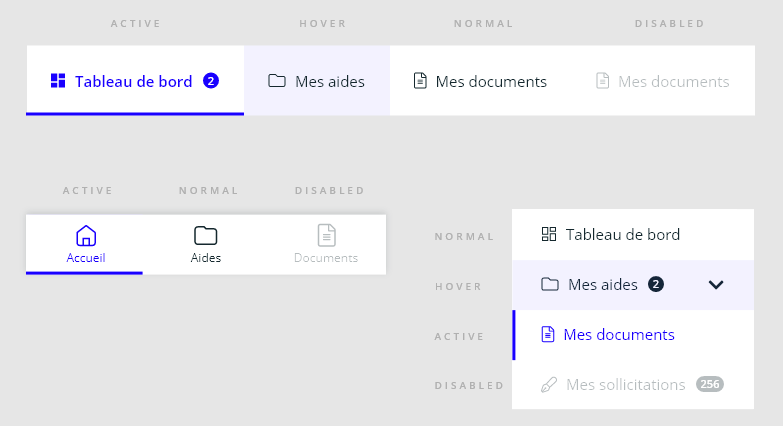 ACTIVE HOVER NORMAL DISABLED
Tableau de bord 2 Mes aides Mes documents Mes documents
ACTIVE NORMAL DISABLED
Accueil Aides Documents
NORMAL Tableau de bord
HOVER Mes aides 2
ACTIVE Mes documents
DISABLED Mes sollicitations 256